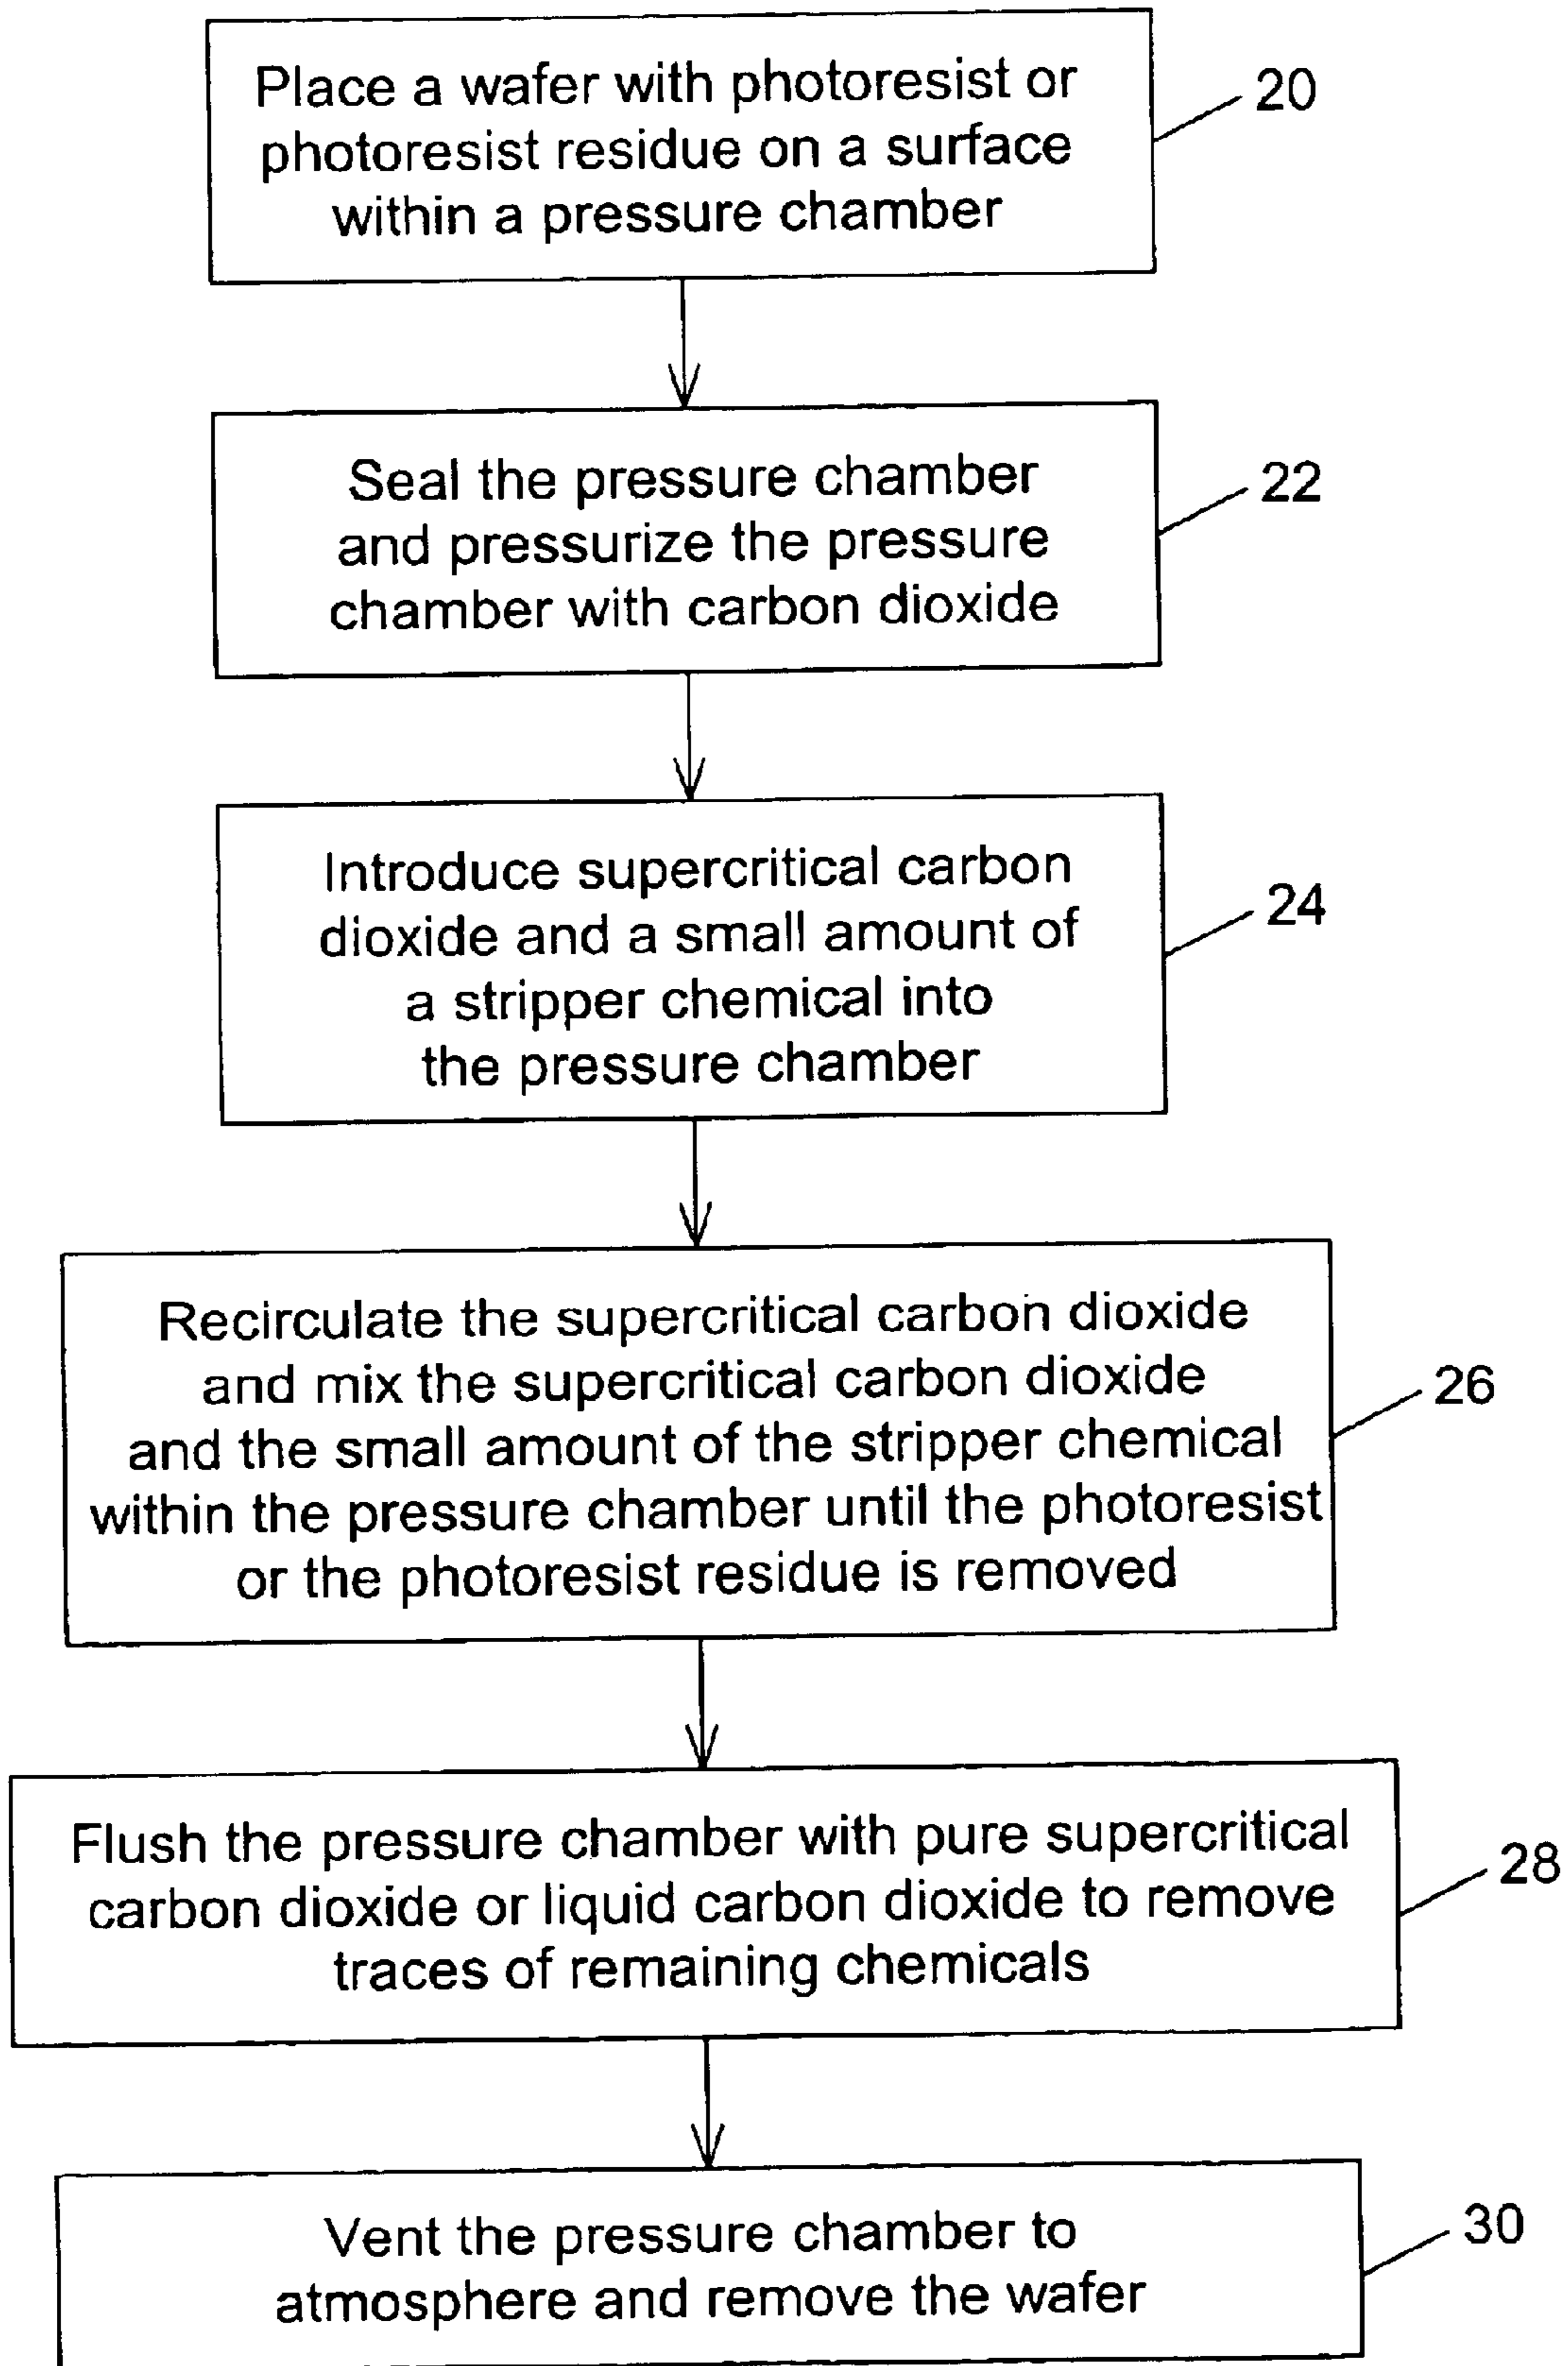 Place a wafer with photoresist or
photoresist residue on a surface
within a pressure chamber
20
Seal the pressure chamber
and pressurize the pressure
chamber with carbon dioxide
22
Introduce supercritical carbon
dioxide and a small amount of
a stripper chemical into
the pressure chamber
24
Recirculate the supercritical carbon dioxide
and mix the supercritical carbon dioxide
and the small amount of the stripper chemical
within the pressure chamber until the photoresist
or the photoresist residue is removed
26
Flush the pressure chamber with pure supercritical
carbon dioxide or liquid carbon dioxide to remove
traces of remaining chemicals
28
Vent the pressure chamber to
atmosphere and remove the wafer
30